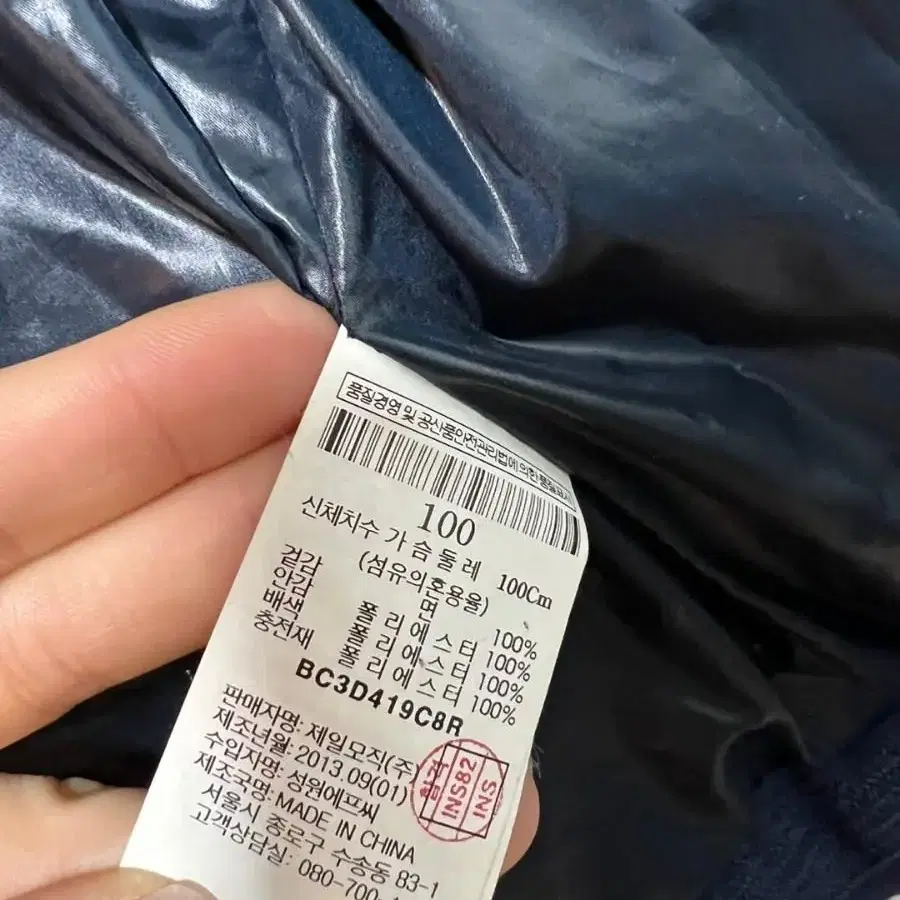 품질경영 및 공산품안전관리법에 의한 품질표시
100
신체치수 가슴둘레 100Cm
(섬유의혼용율)
겉감 면 100%
안감 폴리에스터 100%
배색 폴리에스터 100%
충전재 폴리에스터 100%
BC3D419C8R
판매자명: 제일모직(주)
제조년월: 2013.09(01)
수입자명: 성원에프씨
제조국명: MADE IN CHINA
서울시 종로구 수송동 83-1
고객상담실: 080-700-
합격
INS82
INS